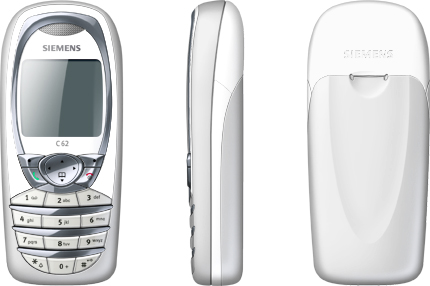 SIEMENS
C62
1 ∞ 2 abc 3 def
4 ghi 5 jkl 6 mno
7 pqrs 8 tuv 9 wxyz
* 0 + #
SIEMENS